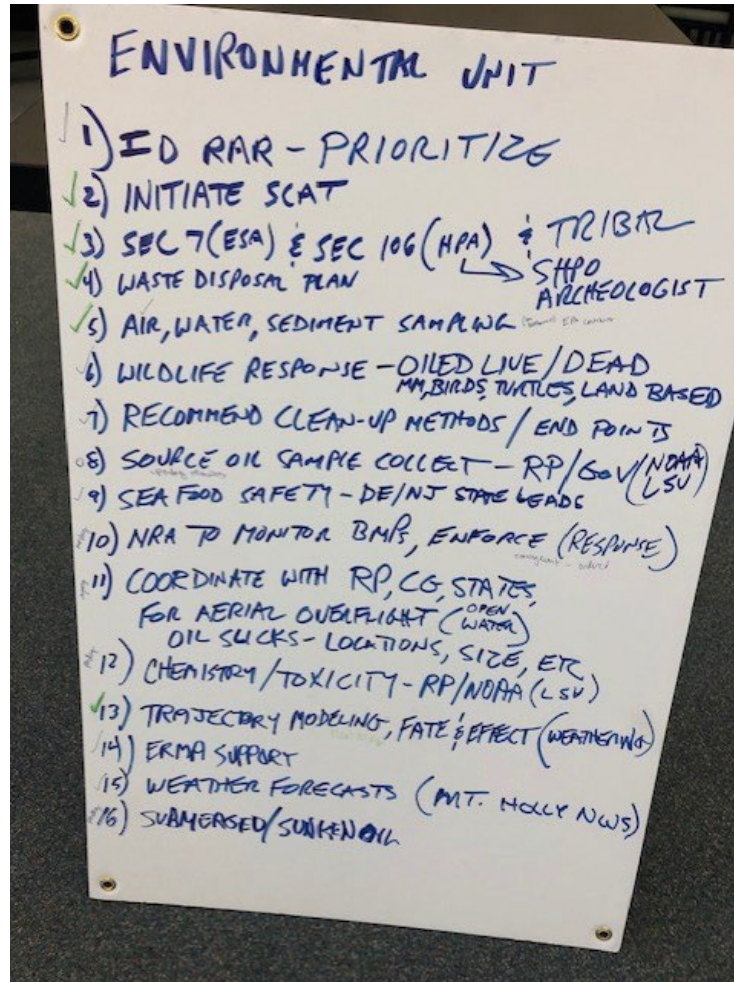 ENVIRONMENTAL UNIT
1) ID RAR - PRIORITIZE
2) INITIATE SCAT
3) SEC 7 (ESA) & SEC 106 (HPA) & TRIBAL
SHPO
ARCHEOLOGIST
4) WASTE DISPOSAL PLAN
5) AIR, WATER, SEDIMENT SAMPLING
6) WILDLIFE RESPONSE - OILED LIVE/DEAD
MM, BIRDS, TURTLES, LAND BASED
7) RECOMMEND CLEAN-UP METHODS / END POINTS
8) SOURCE OIL SAMPLE COLLECT - RP/GOV (NOAA LSU)
9) SEAFOOD SAFETY - DE/NJ STATE LEADS
10) NRA TO MONITOR BMPS, ENFORCE (RESPONSE)
11) COORDINATE WITH RP, CG, STATES,
FOR AERIAL OVERFLIGHT (OPEN WATER)
OIL SLICKS - LOCATIONS, SIZE, ETC
12) CHEMISTRY/TOXICITY - RP/NOAA (LSU)
13) TRAJECTORY MODELING, FATE & EFFECT (WEATHERING)
14) ERMA SUPPORT
15) WEATHER FORECASTS (MT. HOLLY NWS)
16) SUBMERSED/SUNKEN OIL